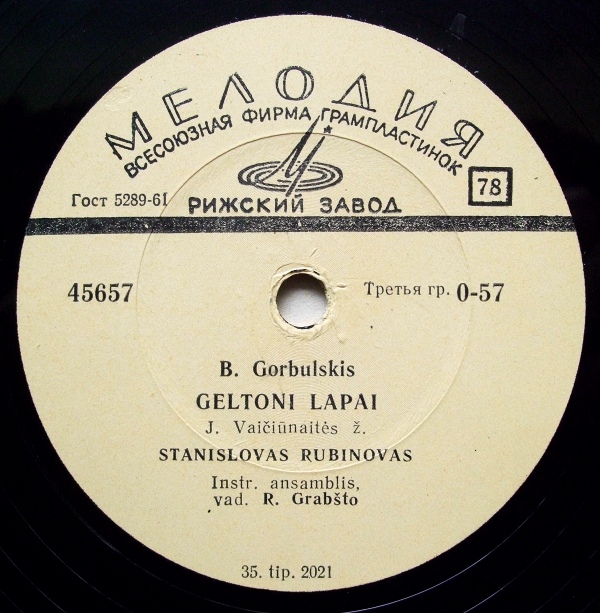 МЕЛОДИЯ
ВСЕСОЮЗНАЯ ФИРМА ГРАМПЛАСТИНОК
Гост 5289-61
РИЖСКИЙ ЗАВОД
78
45657
Третья гр. 0-57
B. Gorbulskis
GELTONI LAPAI
J. Vaičiūnaitės ž.
STANISLOVAS RUBINOVAS
Instr. ansamblis,
vad. R. Grabšto
35. tip. 2021